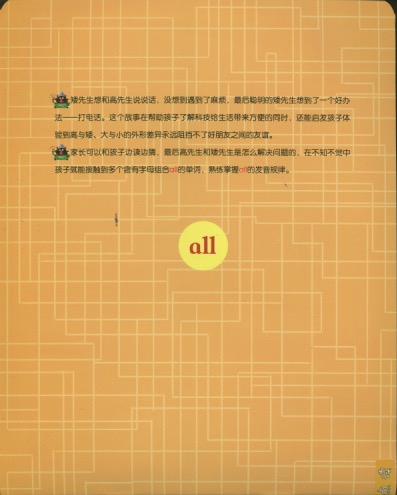 矮先生想和高先生说说话，没想到遇到了麻烦，最后聪明的矮先生想到了一个好办
法——打电话。这个故事在帮助孩子了解科技给生活带来方便的同时，还能启发孩子体
验到高与矮、大与小的外形差异永远阻挡不了好朋友之间的友谊。
家长可以和孩子边读边猜，最后高先生和矮先生是怎么解决问题的，在不知不觉中
孩子就能接触到多个含有字母组合all的单词，熟练掌握all的发音规律。
all